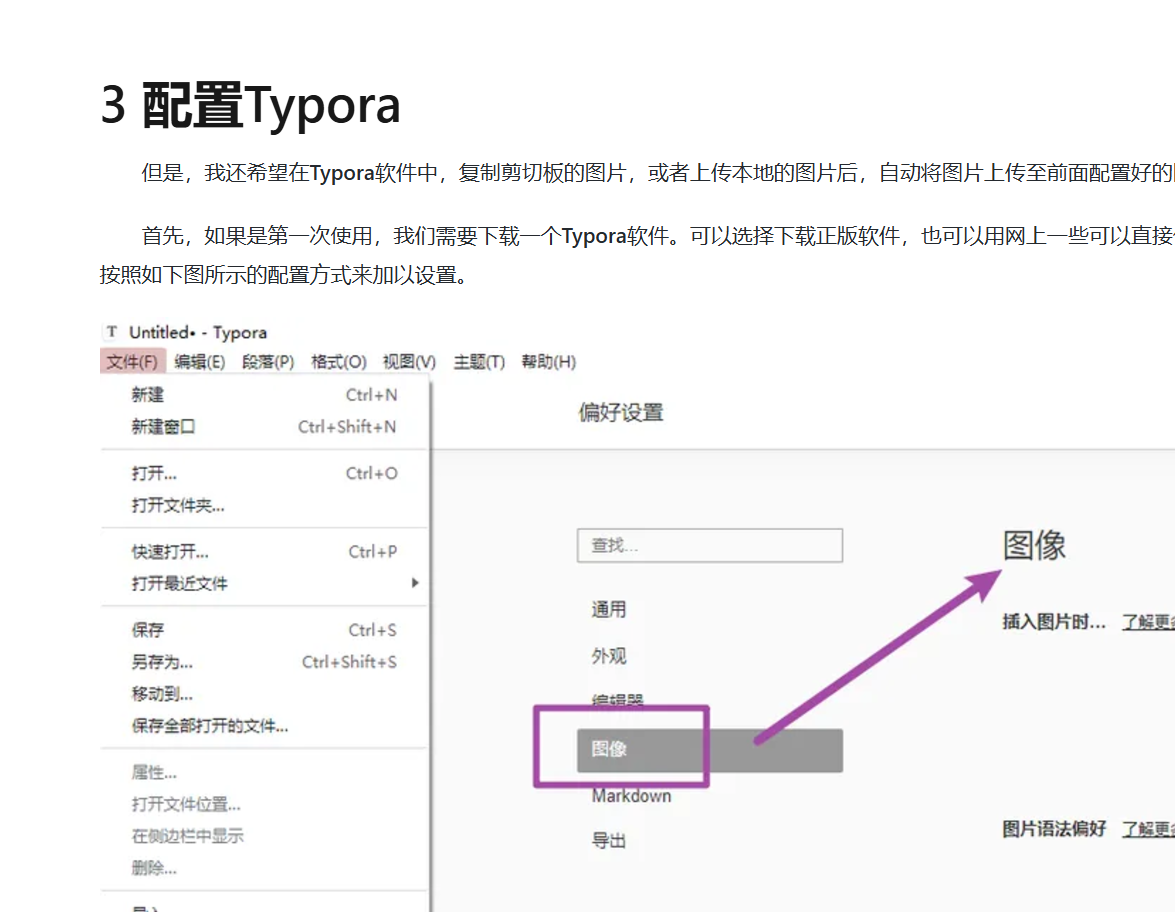 3 配置Typora
但是，我还希望在Typora软件中，复制剪切板的图片，或者上传本地的图片后，自动将图片上传至前面配置好的
首先，如果是第一次使用，我们需要下载一个Typora软件。可以选择下载正版软件，也可以用网上一些可以直接
按照如下图所示的配置方式来加以设置。
T Untitled• - Typora
文件(F) 编辑(E) 段落(P) 格式(O) 视图(V) 主题(T) 帮助(H)
新建 Ctrl+N
新建窗口 Ctrl+Shift+N
打开... Ctrl+O
打开文件夹...
快速打开... Ctrl+P
打开最近文件
保存 Ctrl+S
另存为... Ctrl+Shift+S
移动到...
保存全部打开的文件...
属性...
打开文件位置...
在侧边栏中显示
删除...
偏好设置
查找...
通用
外观
编辑器
图像
Markdown
导出
图像
插入图片时... 了解更
图片语法偏好 了解更